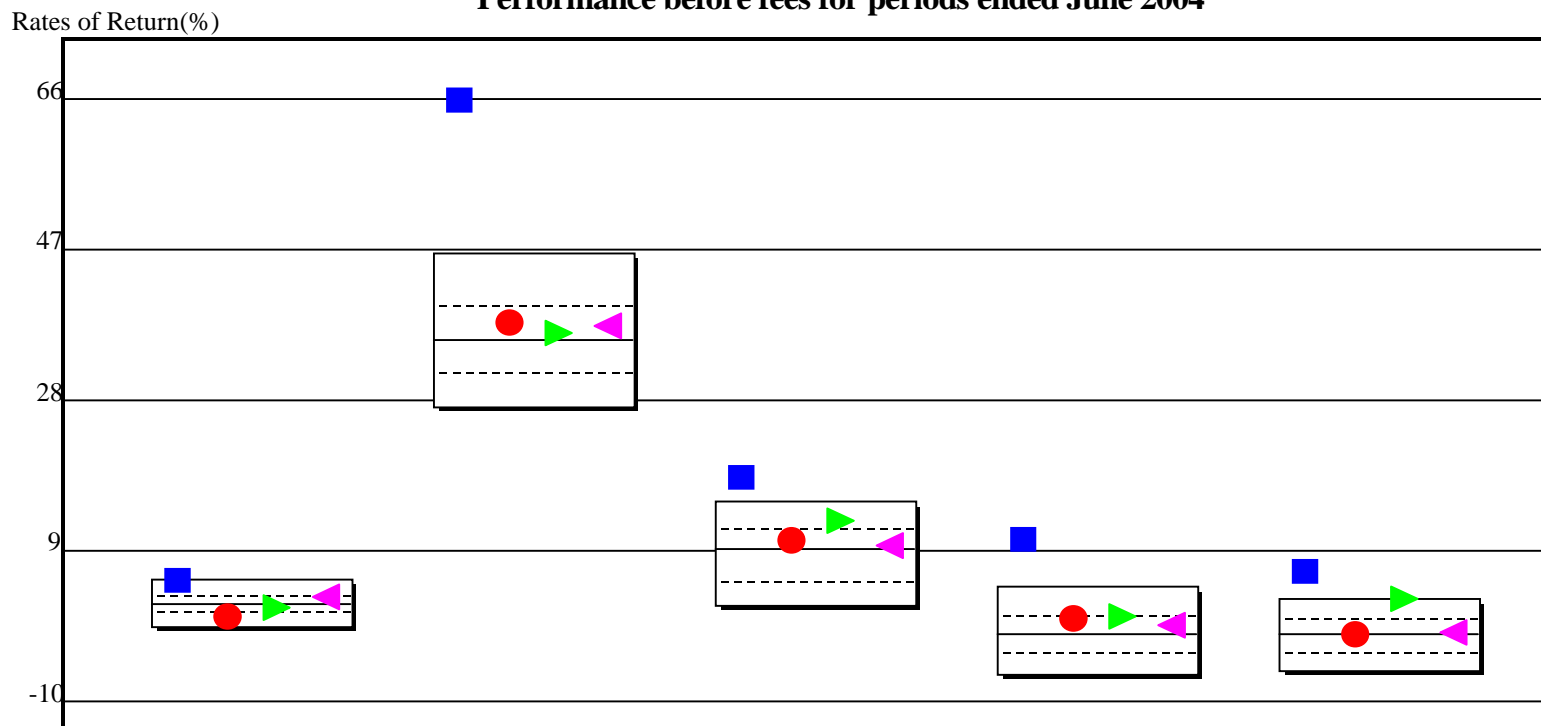 Performance before fees for periods ended June 2004
Rates of Return(%)
66
47
28
9
-10